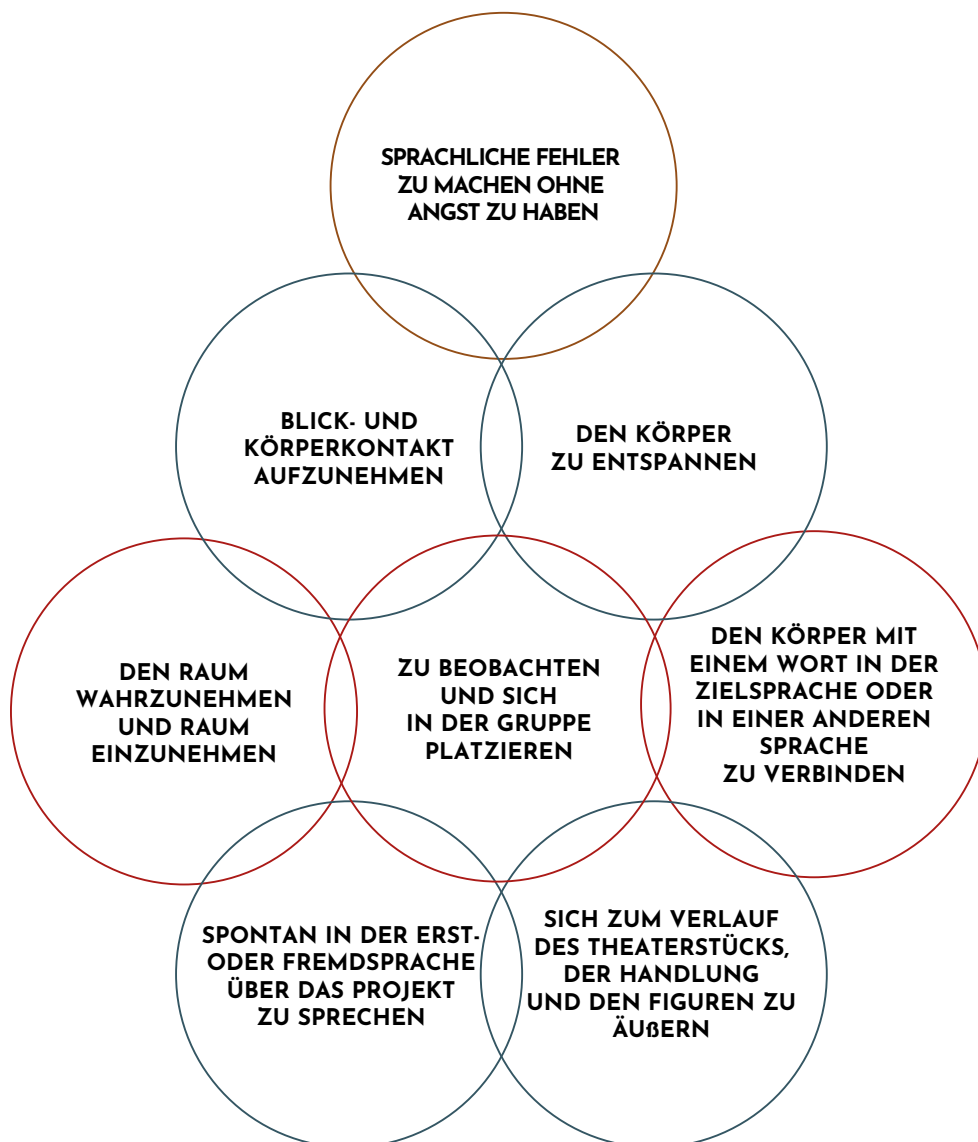 SPRACHLICHE FEHLER
ZU MACHEN OHNE
ANGST ZU HABEN
BLICK- UND
KÖRPERKONTAKT
AUFZUNEHMEN
DEN KÖRPER
ZU ENTSPANNEN
DEN RAUM
WAHRZUNEHMEN
UND RAUM
EINZUNEHMEN
ZU BEOBACHTEN
UND SICH
IN DER GRUPPE
PLATZIEREN
DEN KÖRPER MIT
EINEM WORT IN DER
ZIELSPRACHE ODER
IN EINER ANDEREN
SPRACHE
ZU VERBINDEN
SPONTAN IN DER ERST-
ODER FREMDSPRACHE
ÜBER DAS PROJEKT
ZU SPRECHEN
SICH ZUM VERLAUF
DES THEATERSTÜCKS,
DER HANDLUNG
UND DEN FIGUREN ZU
ÄUßERN